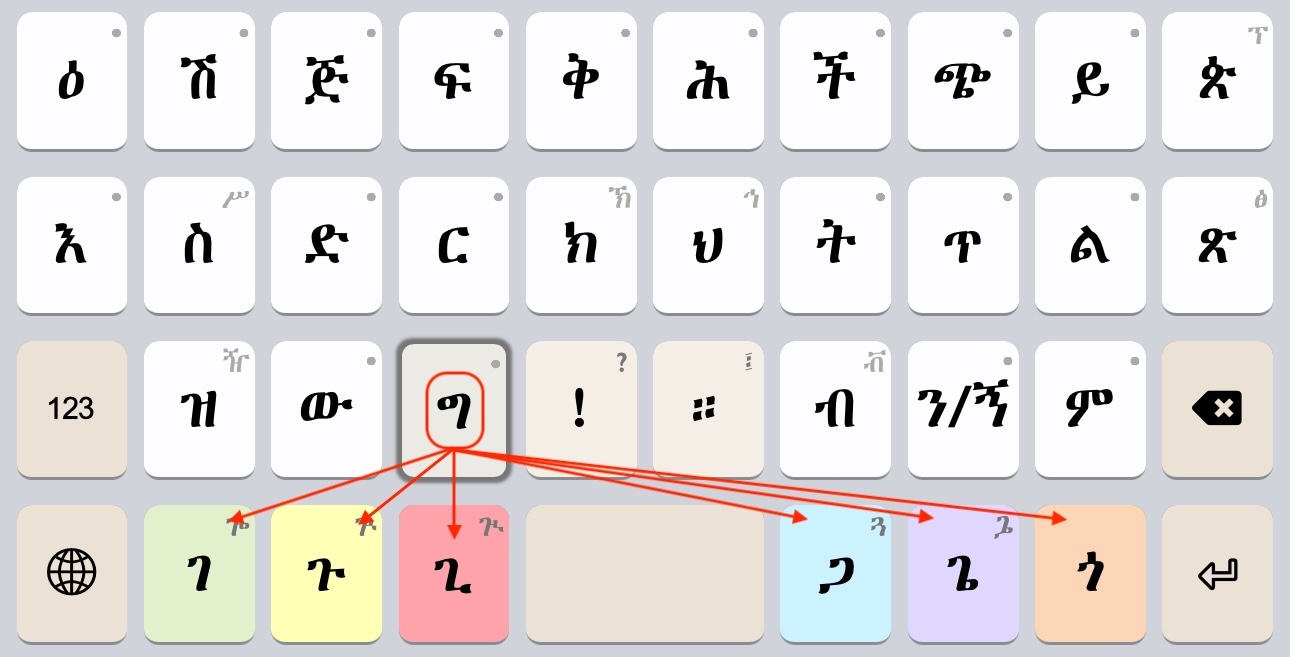 ፕ
ዕ ሽ ጅ ፍ ቅ ሕ ች ጭ ይ ጵ
ሥ ኽ ኅ ፅ
እ ስ ድ ር ክ ህ ት ጥ ል ጽ
ዥ ? ፤ ቭ
123 ዝ ው ግ ! ። ብ ን/ኝ ም
ጒ ጓ ጔ
ገ ጉ ጊ ጋ ጌ ጎ